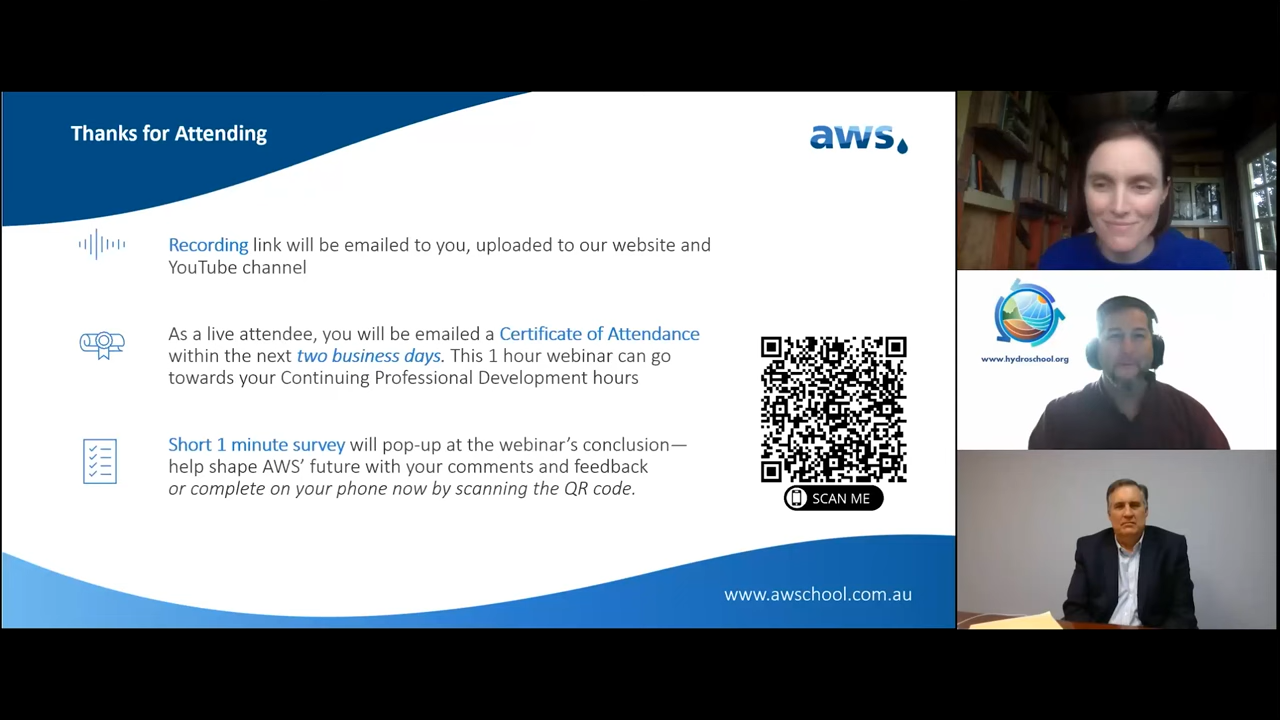 Thanks for Attending
aws
Recording link will be emailed to you, uploaded to our website and
YouTube channel
As a live attendee, you will be emailed a Certificate of Attendance
within the next two business days. This 1 hour webinar can go
towards your Continuing Professional Development hours
Short 1 minute survey will pop-up at the webinar's conclusion—
help shape AWS' future with your comments and feedback
or complete on your phone now by scanning the QR code.
SCAN ME
www.awschool.com.au
www.hydroschool.org